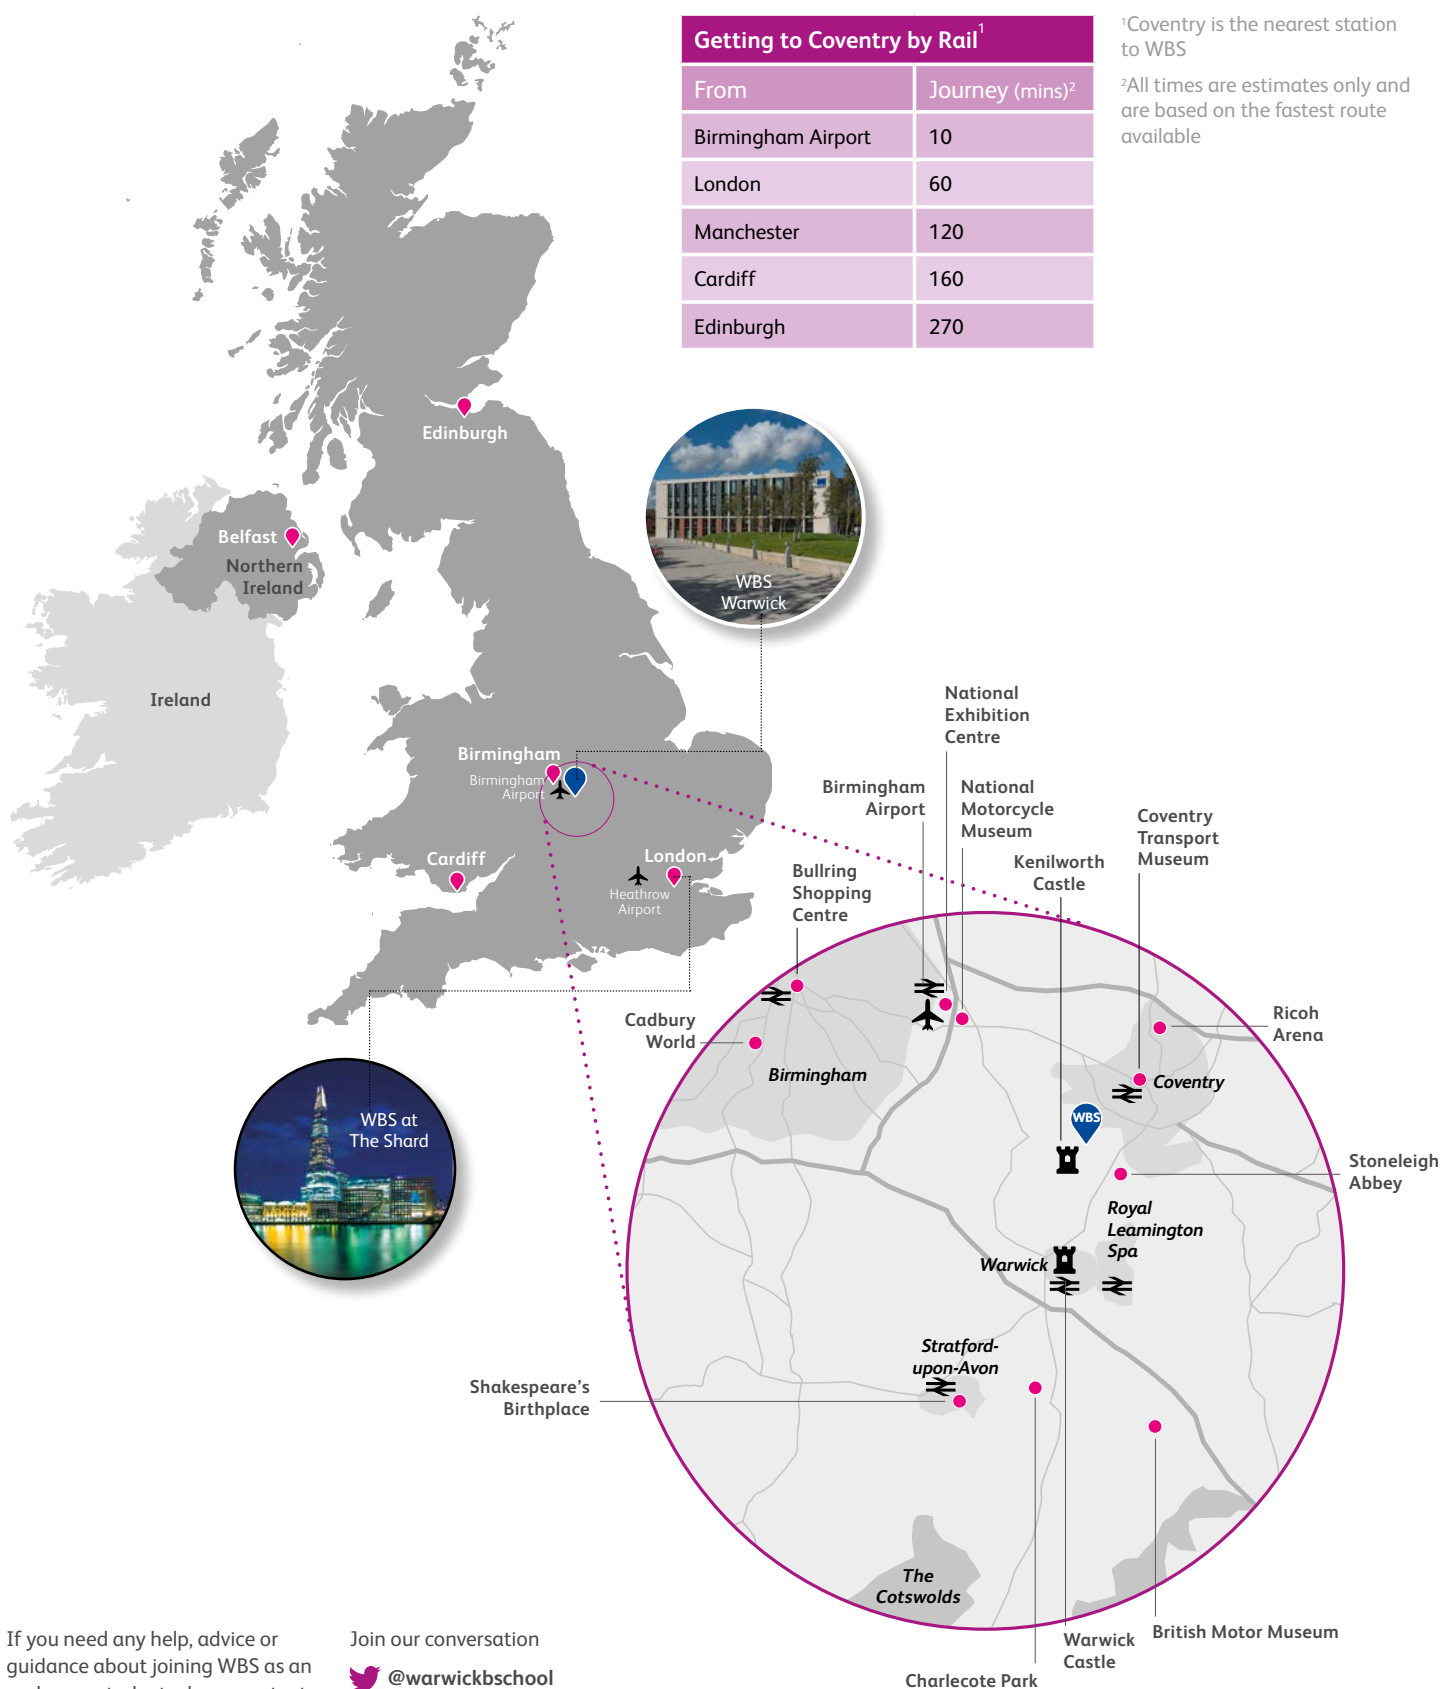 Getting to Coventry by Rail¹
From Journey (mins)²
Birmingham Airport 10
London 60
Manchester 120
Cardiff 160
Edinburgh 270
¹Coventry is the nearest station
to WBS
²All times are estimates only and
are based on the fastest route
available
Edinburgh
Belfast
Northern
Ireland
Ireland
WBS
Warwick
Birmingham
Birmingham
Airport
Cardiff
London
Heathrow
Airport
WBS at
The Shard
National
Exhibition
Centre
Birmingham
Airport
National
Motorcycle
Museum
Coventry
Transport
Museum
Kenilworth
Castle
Bullring
Shopping
Centre
Cadbury
World
Ricoh
Arena
Birmingham
Coventry
WBS
Stoneleigh
Abbey
Royal
Leamington
Spa
Warwick
Stratford-
upon-Avon
Shakespeare's
Birthplace
The
Cotswolds
Warwick
Castle
British Motor Museum
Charlecote Park
If you need any help, advice or
guidance about joining WBS as an
Join our conversation
@warwickbschool